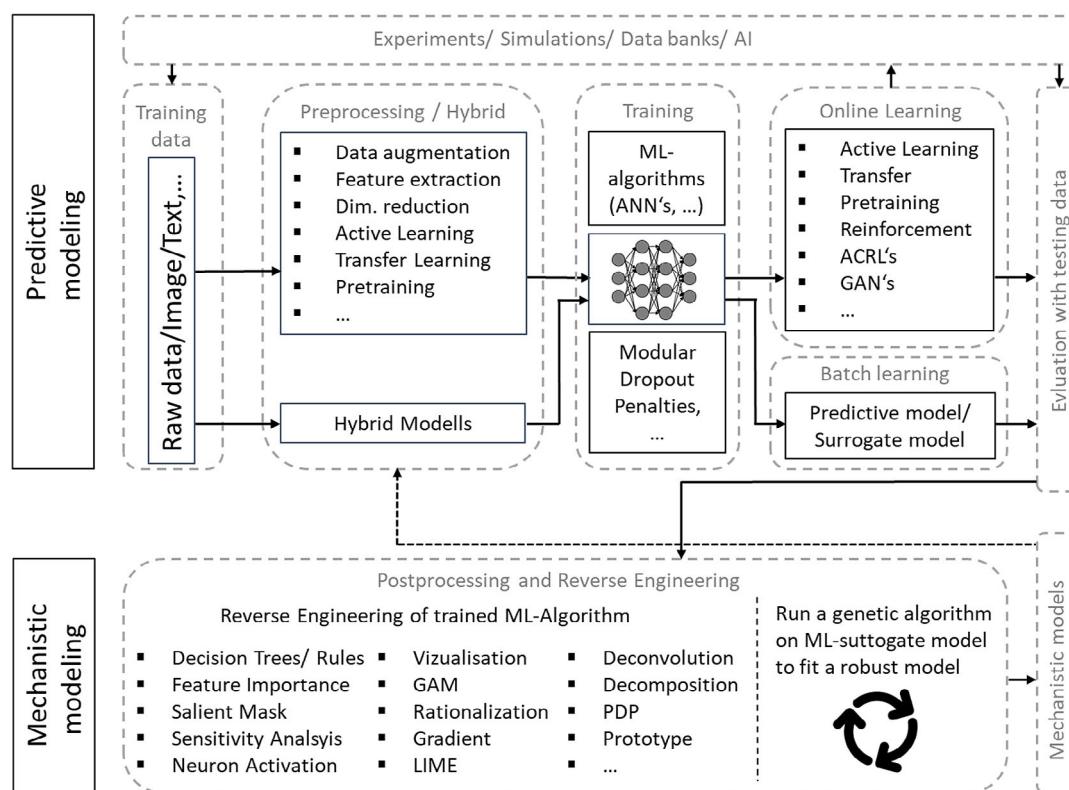 Experiments/ Simulations/ Data banks/ AI
Predictive
modeling
Training
data
Raw data/Image/Text,...
Preprocessing / Hybrid
▪ Data augmentation
▪ Feature extraction
▪ Dim. reduction
▪ Active Learning
▪ Transfer Learning
▪ Pretraining
▪ ...
Hybrid Modells
Training
ML-
algorithms
(ANN‘s, ...)
Modular
Dropout
Penalties,
...
Online Learning
▪ Active Learning
▪ Transfer
▪ Pretraining
▪ Reinforcement
▪ ACRL‘s
▪ GAN‘s
▪ ...
Batch learning
Predictive model/
Surrogate model
Evluation with testing data
Mechanistic
modeling
Postprocessing and Reverse Engineering
Reverse Engineering of trained ML-Algorithm
▪ Decision Trees/ Rules
▪ Feature Importance
▪ Salient Mask
▪ Sensitivity Analsyis
▪ Neuron Activation
▪ Vizualisation
▪ GAM
▪ Rationalization
▪ Gradient
▪ LIME
▪ Deconvolution
▪ Decomposition
▪ PDP
▪ Prototype
▪ ...
Run a genetic algorithm
on ML-suttogate model
to fit a robust model
Mechanistic models